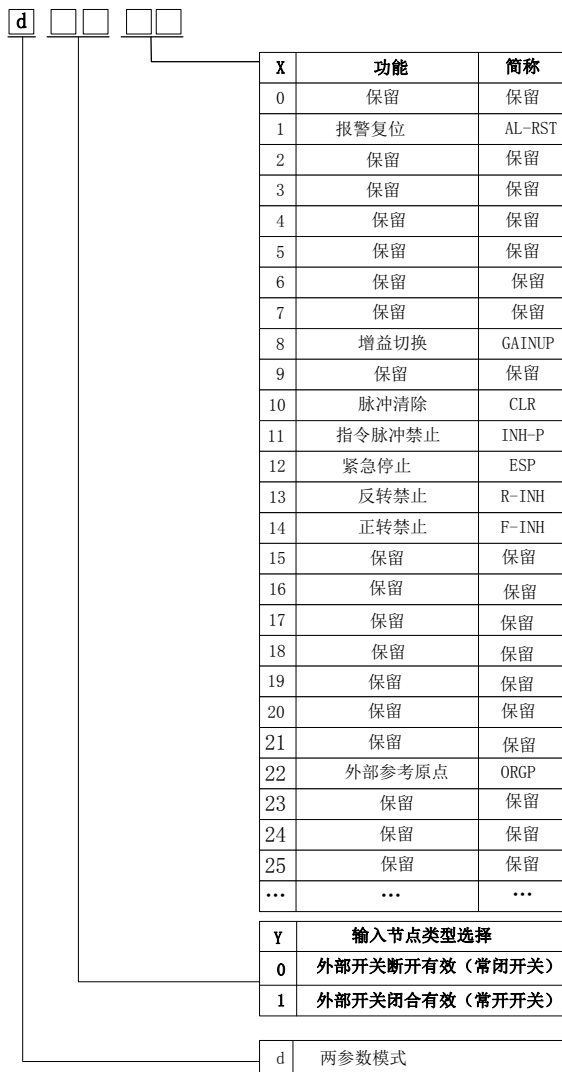 d
X 功能 简称
0 保留 保留
1 报警复位 AL-RST
2 保留 保留
3 保留 保留
4 保留 保留
5 保留 保留
6 保留 保留
7 保留 保留
8 增益切换 GAINUP
9 保留 保留
10 脉冲清除 CLR
11 指令脉冲禁止 INH-P
12 紧急停止 ESP
13 反转禁止 R-INH
14 正转禁止 F-INH
15 保留 保留
16 保留 保留
17 保留 保留
18 保留 保留
19 保留 保留
20 保留 保留
21 保留 保留
22 外部参考原点 ORGP
23 保留 保留
24 保留 保留
25 保留 保留
… … …
Y 输入节点类型选择
0 外部开关断开有效（常闭开关）
1 外部开关闭合有效（常开开关）
d 两参数模式